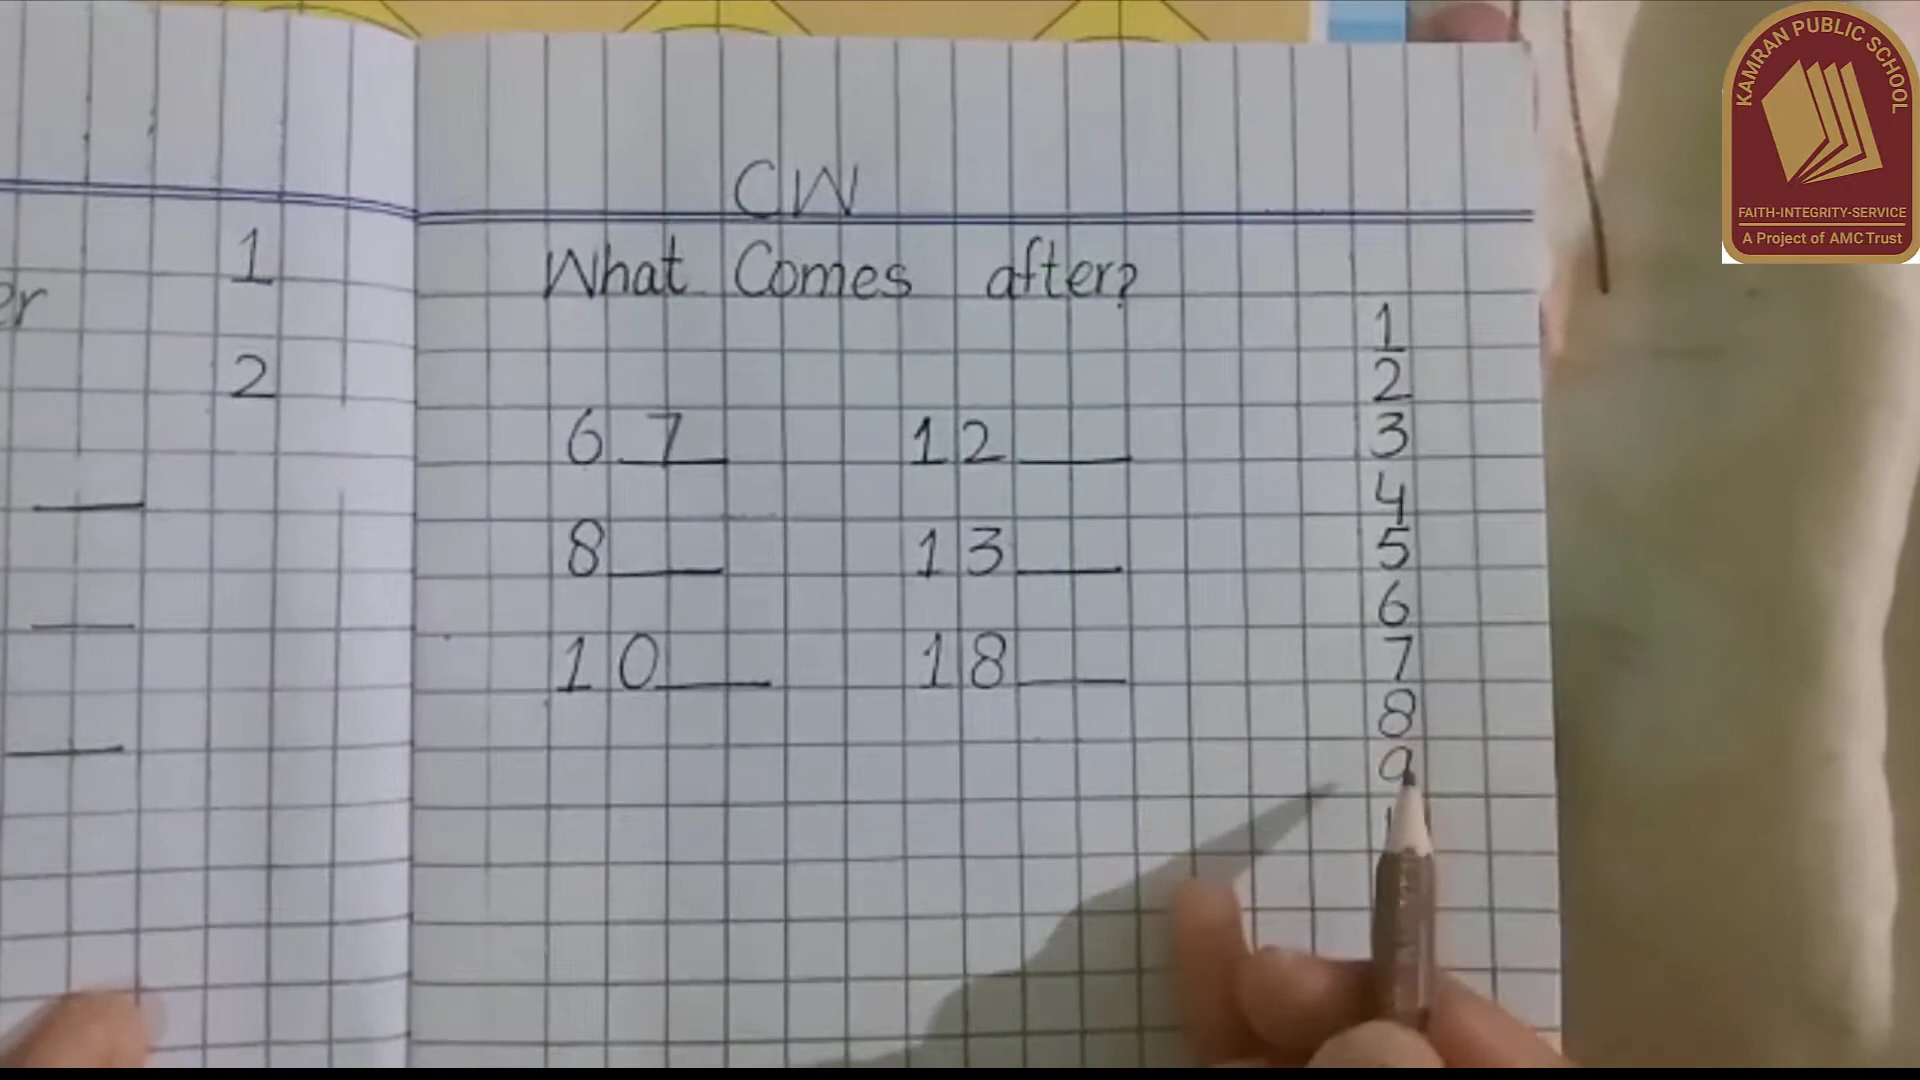 KAMRAN PUBLIC SCHOOL
FAITH-INTEGRITY-SERVICE
A Project of AMC Trust
er
1
2
CW
What Comes after?
6 7 12
8 13
10 18
1
2
3
4
5
6
7
8
9